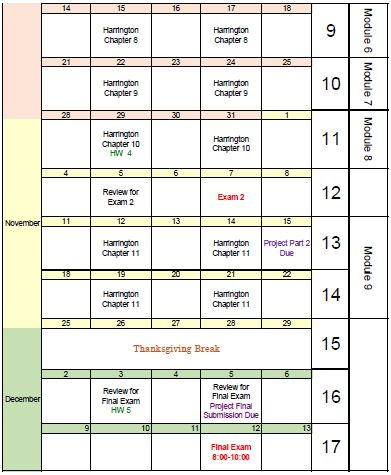 14 15 16 17 18
Harrington Harrington
Chapter 8 Chapter 8
9
Module 6
21 22 23 24 25
Harrington Harrington
Chapter 9 Chapter 9
10
Module 7
28 29 30 31 1
Harrington Harrington
Chapter 10 Chapter 10
HW 4
11
Module 8
November
4 5 6 7 8
Review for
Exam 2
Exam 2
12
11 12 13 14 15
Harrington Harrington Project Part 2
Chapter 11 Chapter 11 Due
13
Module 9
18 19 20 21 22
Harrington Harrington
Chapter 11 Chapter 11
14
25 26 27 28 29
Thanksgiving Break
15
December
2 3 4 5 6
Review for Review for
Final Exam Final Exam
HW 5 Project Final
Submission Due
16
9 10 11 12 13
Final Exam
8:00-10:00
17